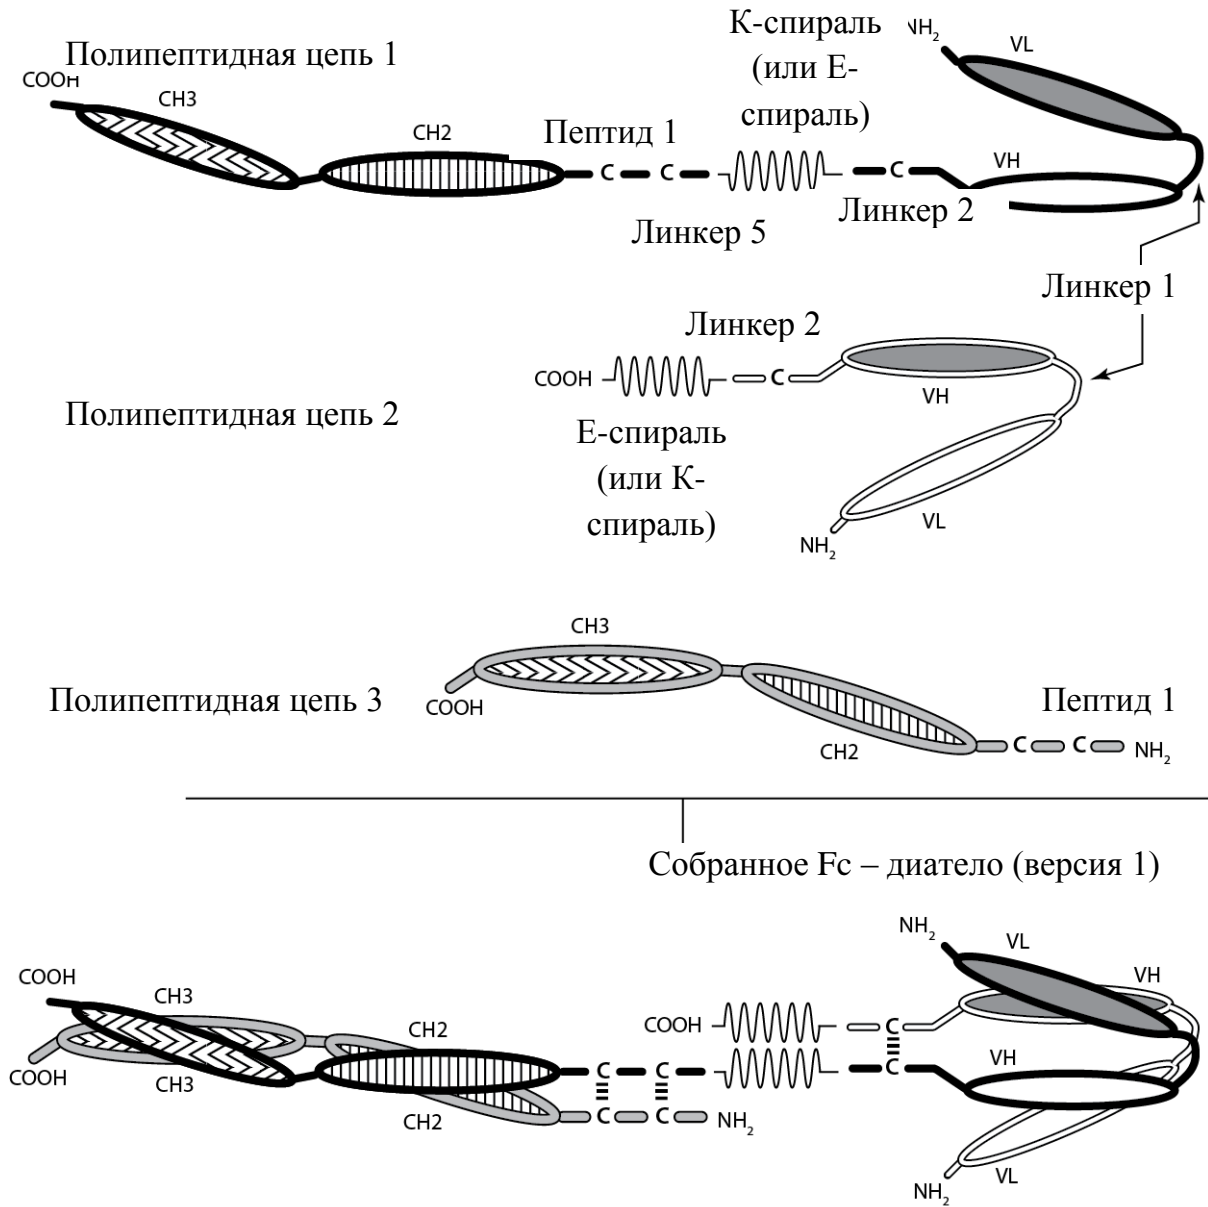 Полипептидная цепь 1
COOH
CH3
CH2
Пептид 1
К-спираль
(или Е-
спираль)
NH2
VL
C
C
C
VH
Линкер 5
Линкер 2
Линкер 1
Полипептидная цепь 2
Линкер 2
COOH
C
VH
Е-спираль
(или К-
спираль)
VL
NH2
Полипептидная цепь 3
CH3
COOH
CH2
Пептид 1
C
C
NH2
Собранное Fc – диатело (версия 1)
NH2
VL
VH
COOH
CH3
CH2
COOH
C
C
VH
C
C
COOH
CH3
CH2
C
C
NH2
VL
NH2